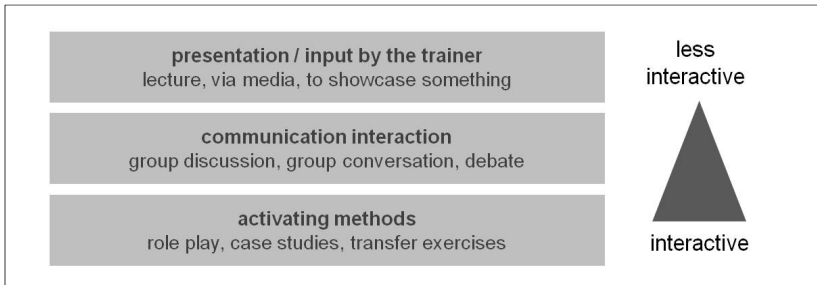 presentation / input by the trainer
lecture, via media, to showcase something
communication interaction
group discussion, group conversation, debate
activating methods
role play, case studies, transfer exercises
less
interactive
interactive